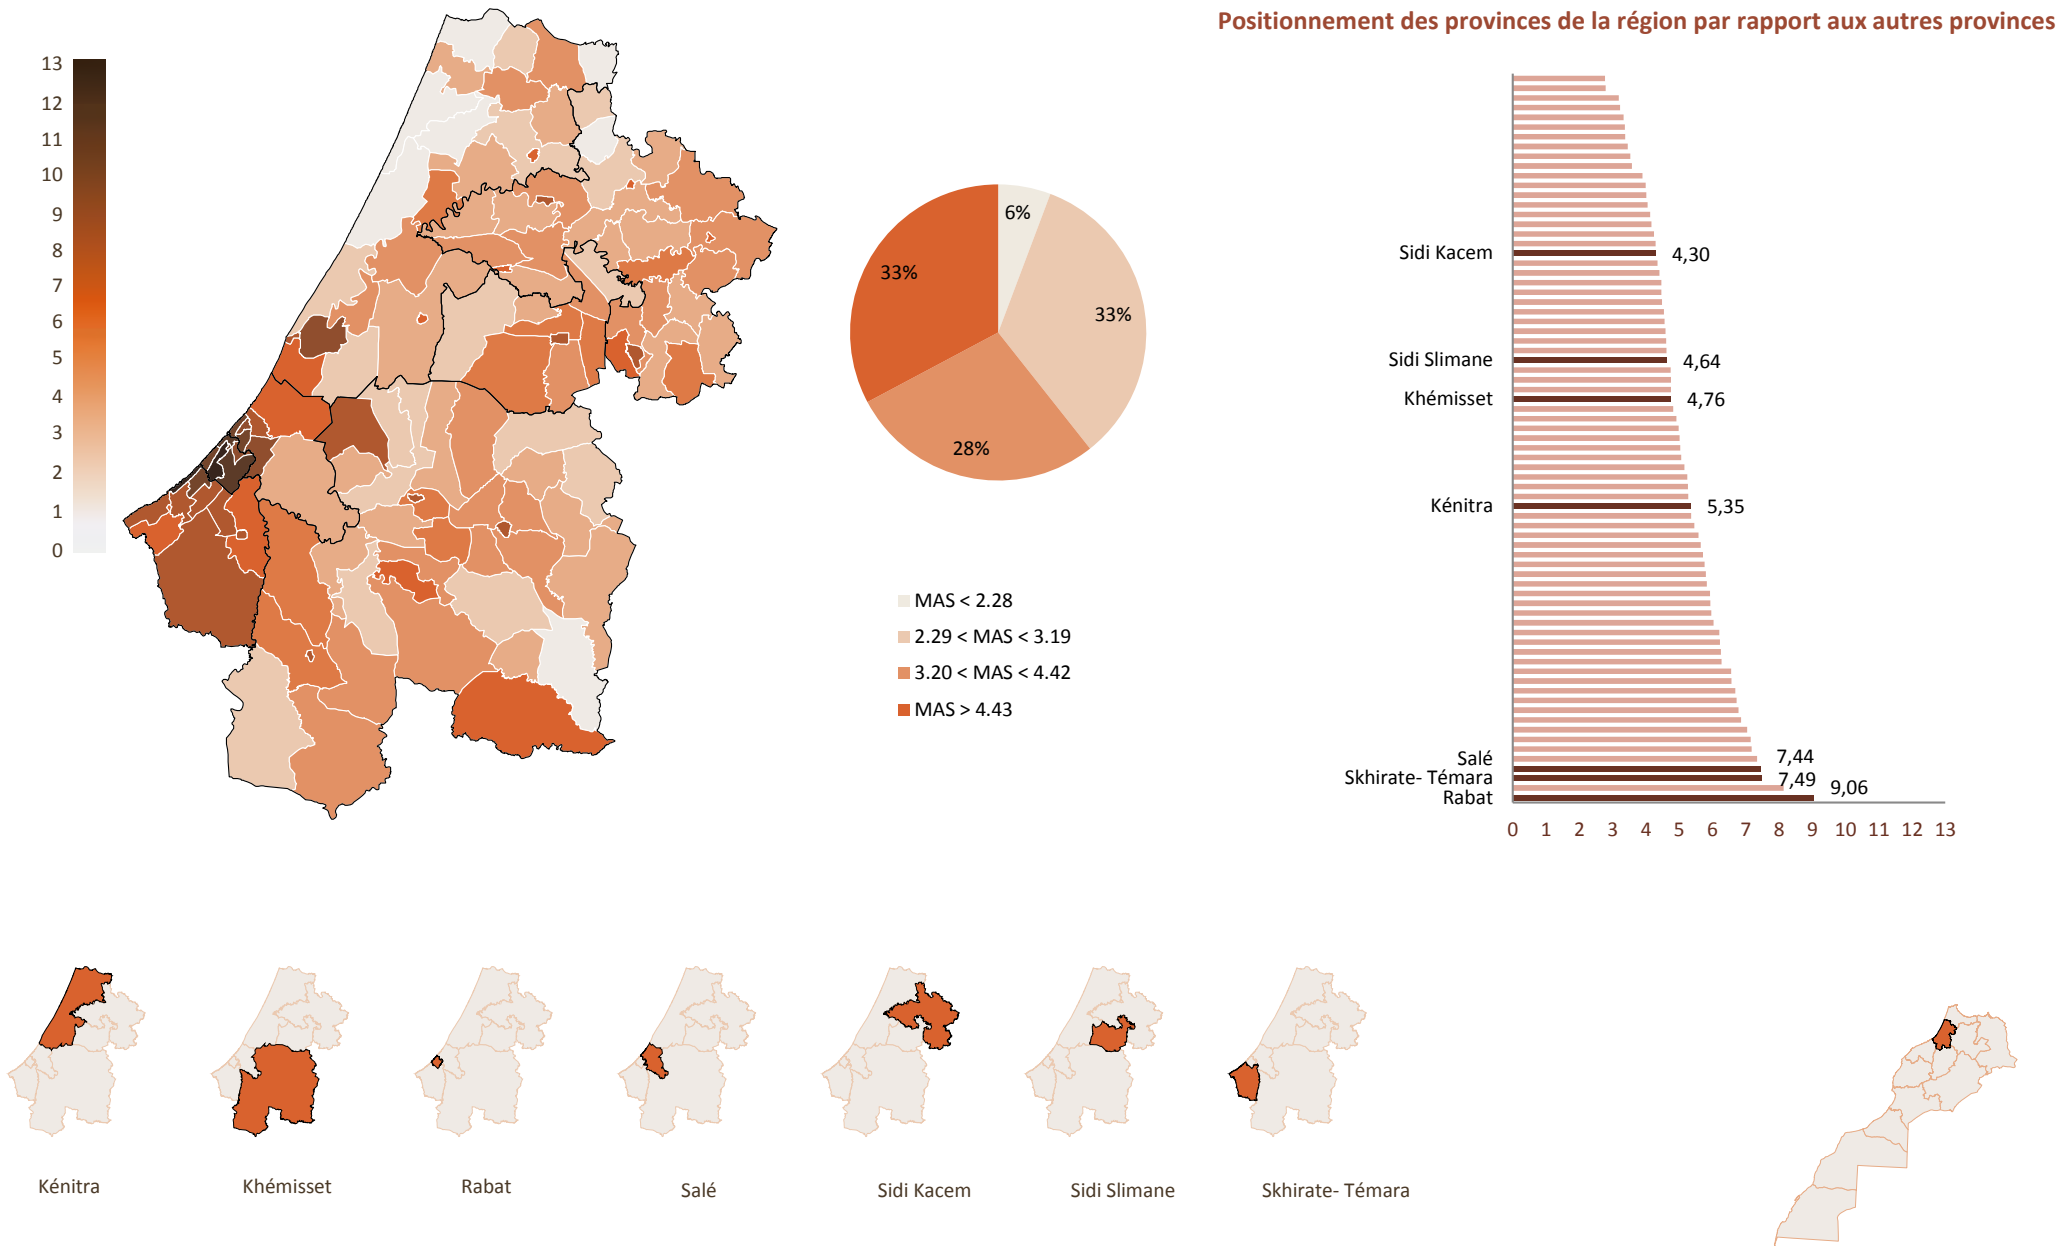 Positionnement des provinces de la région par rapport aux autres provinces
13
12
11
10
9
8
7
6
5
4
3
2
1
0
6%
33%
28%
33%
MAS < 2.28
2.29 < MAS < 3.19
3.20 < MAS < 4.42
MAS > 4.43
Sidi Kacem 4,30
Sidi Slimane 4,64
Khémisset 4,76
Kénitra 5,35
Salé 7,44
Skhirate- Témara 7,49
Rabat 9,06
0 1 2 3 4 5 6 7 8 9 10 11 12 13
Kénitra
Khémisset
Rabat
Salé
Sidi Kacem
Sidi Slimane
Skhirate- Témara